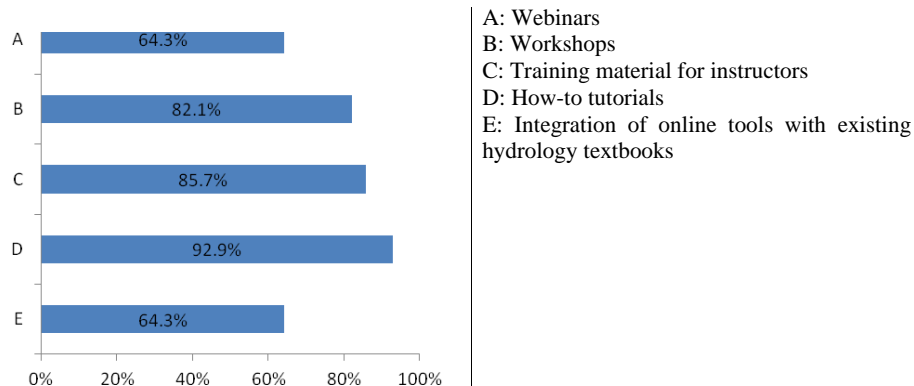 A
64.3%
B
82.1%
C
85.7%
D
92.9%
E
64.3%
0% 20% 40% 60% 80% 100%
A: Webinars
B: Workshops
C: Training material for instructors
D: How-to tutorials
E: Integration of online tools with existing
hydrology textbooks